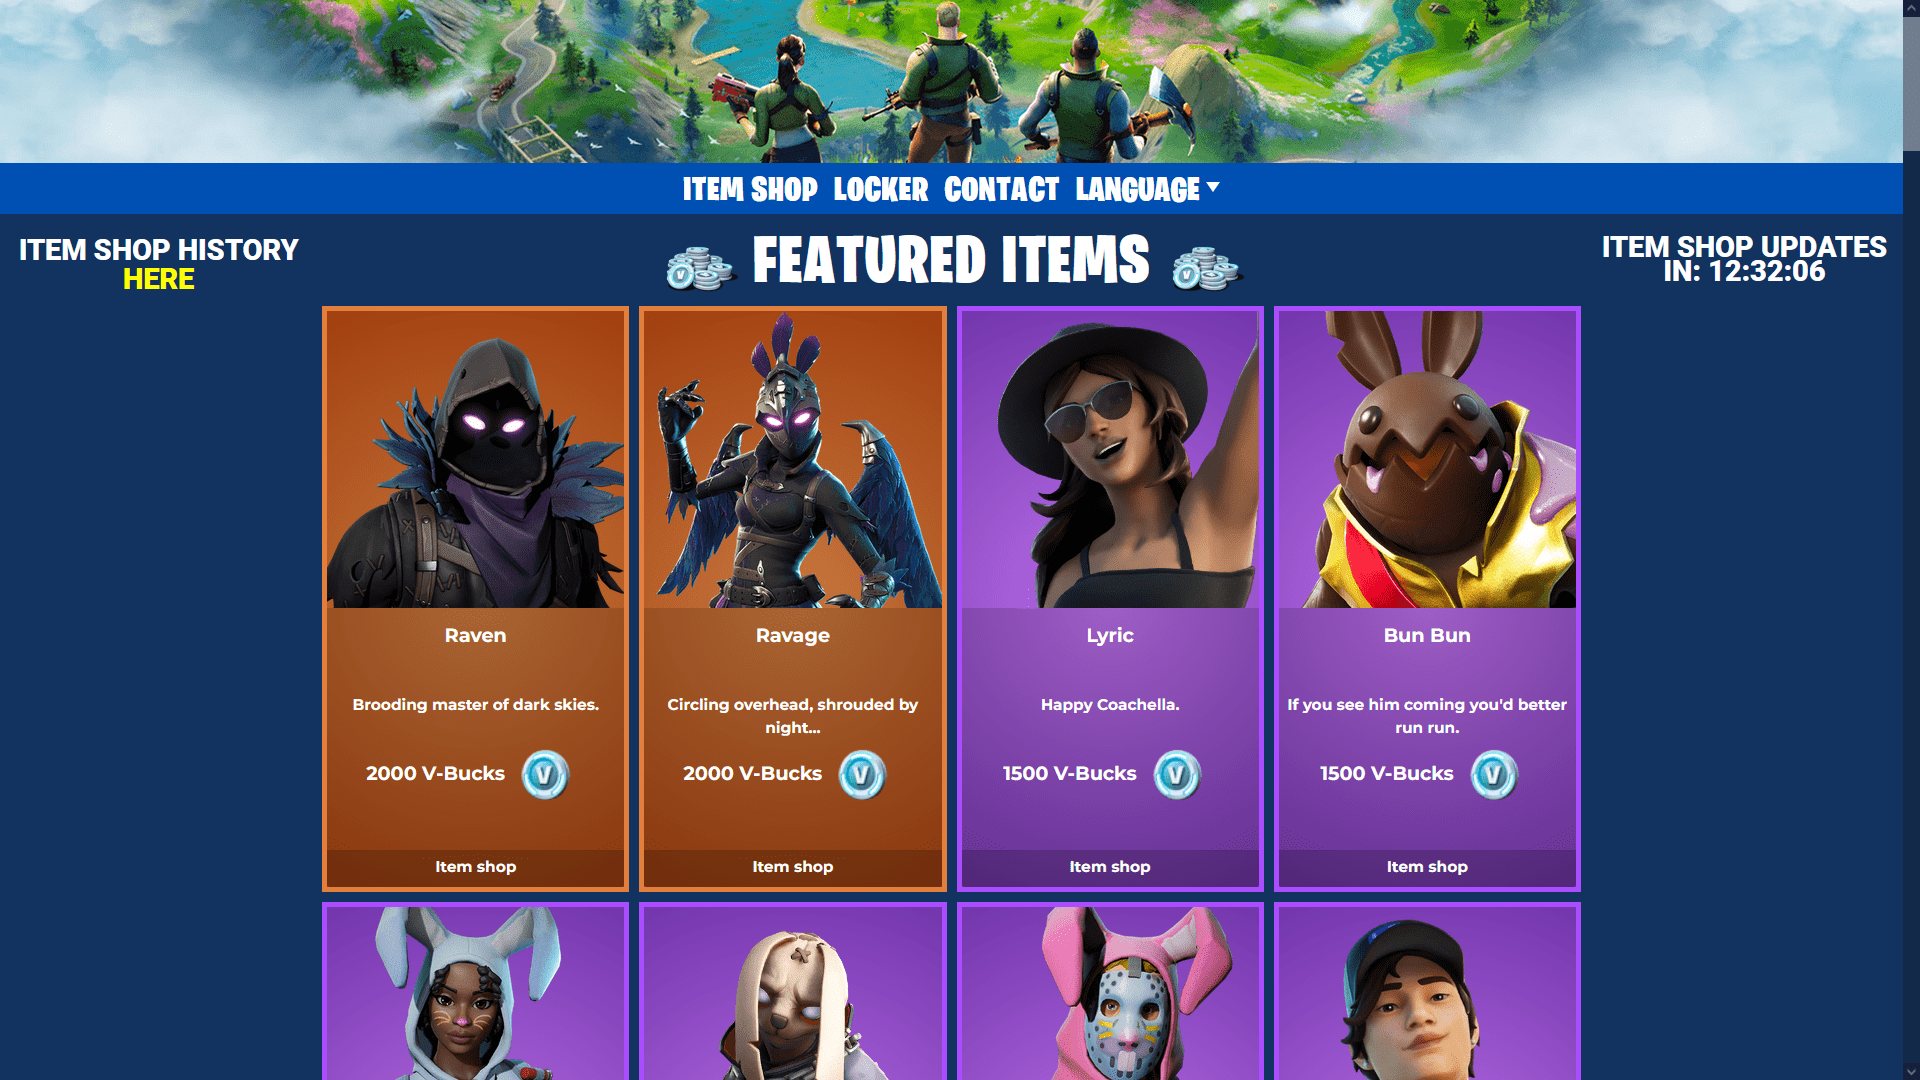 ITEM SHOP LOCKER CONTACT LANGUAGE
ITEM SHOP HISTORY
HERE
FEATURED ITEMS
ITEM SHOP UPDATES
IN: 12:32:06
Raven
Brooding master of dark skies.
2000 V-Bucks
Item shop
Ravage
Circling overhead, shrouded by
night...
2000 V-Bucks
Item shop
Lyric
Happy Coachella.
1500 V-Bucks
Item shop
Bun Bun
If you see him coming you'd better
run run.
1500 V-Bucks
Item shop